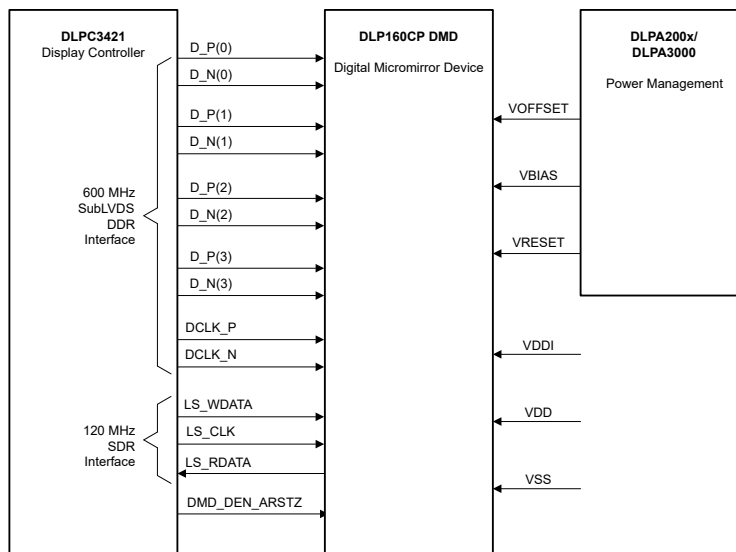 DLPC3421
Display Controller
D_P(0)
D_N(0)
D_P(1)
D_N(1)
D_P(2)
D_N(2)
D_P(3)
D_N(3)
DCLK_P
DCLK_N
600 MHz
SubLVDS
DDR
Interface
LS_WDATA
LS_CLK
LS_RDATA
120 MHz
SDR
Interface
DMD_DEN_ARSTZ
DLP160CP DMD
Digital Micromirror Device
VOFFSET
VBIAS
VRESET
VDDI
VDD
VSS
DLPA200x/
DLPA3000
Power Management